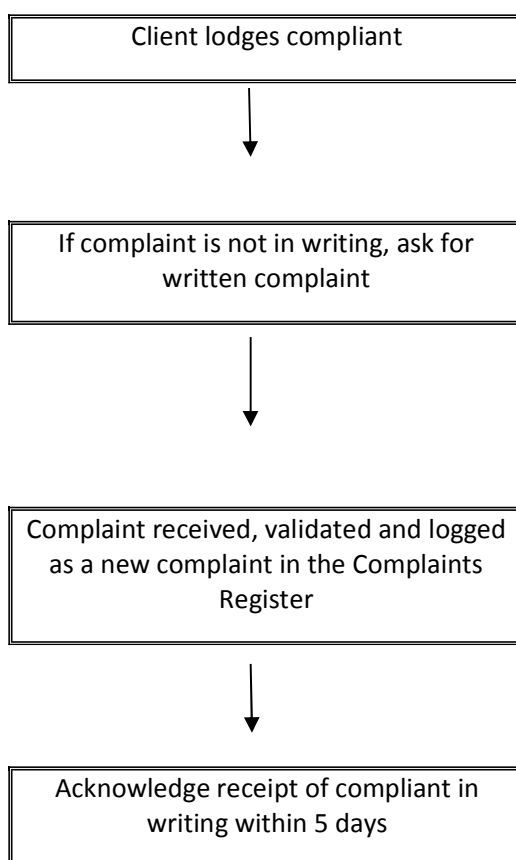 Client lodges compliant
If complaint is not in writing, ask for
written complaint
Complaint received, validated and logged
as a new complaint in the Complaints
Register
Acknowledge receipt of compliant in
writing within 5 days